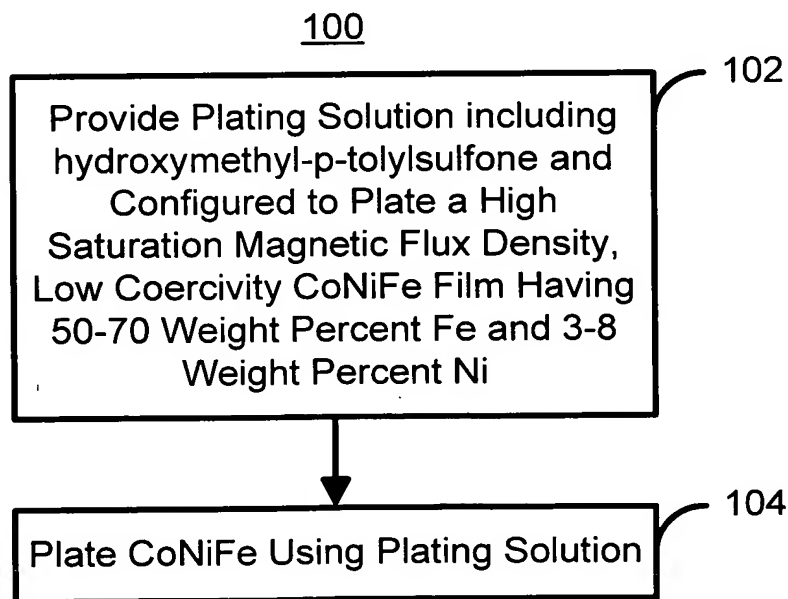 100
102
Provide Plating Solution including
hydroxymethyl-p-tolylsulfone and
Configured to Plate a High
Saturation Magnetic Flux Density,
Low Coercivity CoNiFe Film Having
50-70 Weight Percent Fe and 3-8
Weight Percent Ni
104
Plate CoNiFe Using Plating Solution